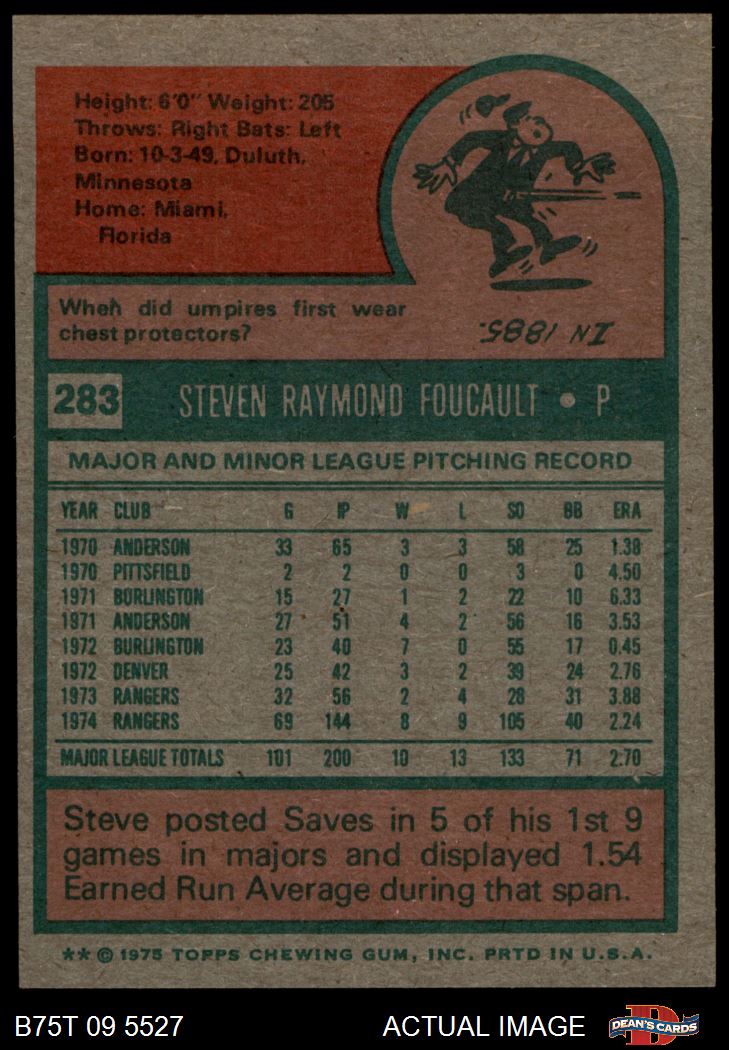 Height: 6'0" Weight: 205
Throws: Right Bats: Left
Born: 10-3-49, Duluth,
Minnesota
Home: Miami,
Florida
When did umpires first wear
chest protectors?
IN 1885.
283 STEVEN RAYMOND FOUCAULT • P
MAJOR AND MINOR LEAGUE PITCHING RECORD
YEAR CLUB G IP W L SO BB ERA
1970 ANDERSON 33 65 3 3 58 25 1.38
1970 PITTSFIELD 2 2 0 0 3 0 4.50
1971 BURLINGTON 15 27 1 2 22 10 6.33
1971 ANDERSON 27 51 4 2 56 16 3.53
1972 BURLINGTON 23 40 7 0 55 17 0.45
1972 DENVER 25 42 3 2 39 24 2.76
1973 RANGERS 32 56 2 4 28 31 3.88
1974 RANGERS 69 144 8 9 105 40 2.24
MAJOR LEAGUE TOTALS 101 200 10 13 133 71 2.70
Steve posted Saves in 5 of his 1st 9
games in majors and displayed 1.54
Earned Run Average during that span.
** © 1975 TOPPS CHEWING GUM, INC. PRTD IN U.S.A.
B75T 09 5527 ACTUAL IMAGE DEAN'S CARDS